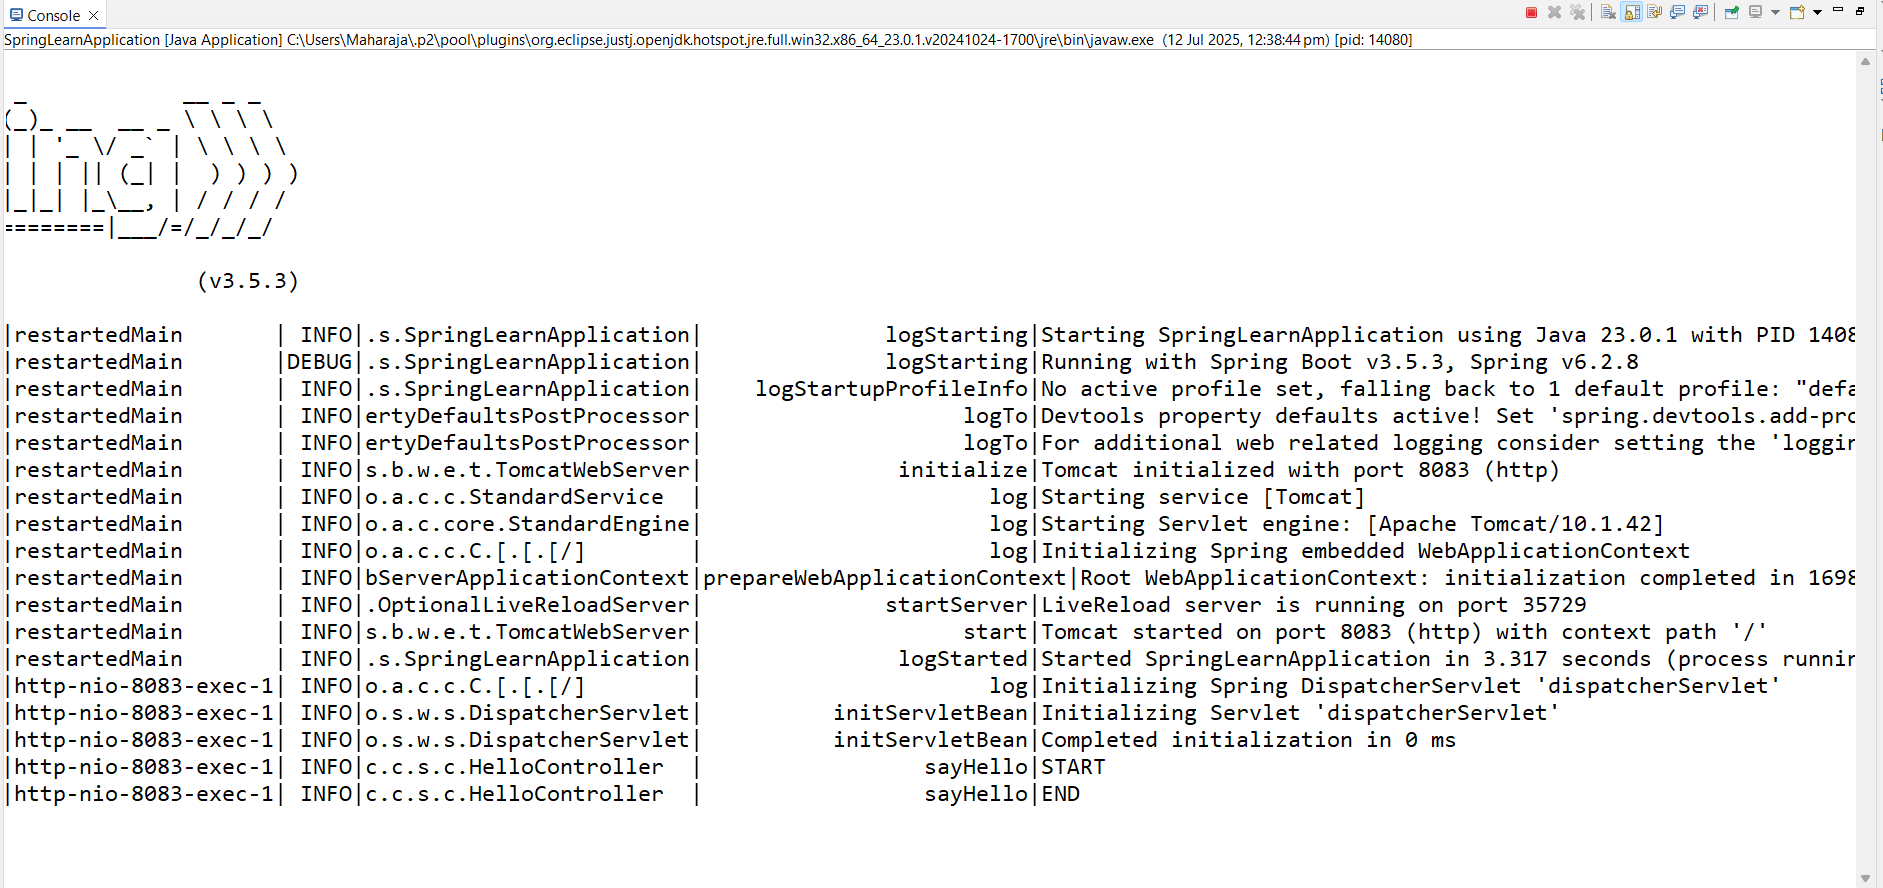 Console
SpringLearnApplication [Java Application] C:\Users\Maharaja\.p2\pool\plugins\org.eclipse.justj.openjdk.hotspot.jre.full.win32.x86_64_23.0.1.v20241024-1700\jre\bin\javaw.exe  (12 Jul 2025, 12:38:44 pm) [pid: 14080]
 _            __ _ _
(_)_ __  __ _ \ \ \ \
| | '_ \/ _` | \ \ \ \
| | | || (_| |  ) ) ) )
|_|_| |_\__, | / / / /
========|___/=/_/_/_/
(v3.5.3)
|restartedMain       | INFO|.s.SpringLearnApplication|              logStarting|Starting SpringLearnApplication using Java 23.0.1 with PID 1408
|restartedMain       |DEBUG|.s.SpringLearnApplication|              logStarting|Running with Spring Boot v3.5.3, Spring v6.2.8
|restartedMain       | INFO|.s.SpringLearnApplication|    logStartupProfileInfo|No active profile set, falling back to 1 default profile: "defa
|restartedMain       | INFO|ertyDefaultsPostProcessor|                    logTo|Devtools property defaults active! Set 'spring.devtools.add-pro
|restartedMain       | INFO|ertyDefaultsPostProcessor|                    logTo|For additional web related logging consider setting the 'loggin
|restartedMain       | INFO|s.b.w.e.t.TomcatWebServer|               initialize|Tomcat initialized with port 8083 (http)
|restartedMain       | INFO|o.a.c.c.StandardService  |                      log|Starting service [Tomcat]
|restartedMain       | INFO|o.a.c.core.StandardEngine|                      log|Starting Servlet engine: [Apache Tomcat/10.1.42]
|restartedMain       | INFO|o.a.c.c.C.[.[.[/]        |                      log|Initializing Spring embedded WebApplicationContext
|restartedMain       | INFO|bServerApplicationContext|prepareWebApplicationContext|Root WebApplicationContext: initialization completed in 1698
|restartedMain       | INFO|.OptionalLiveReloadServer|              startServer|LiveReload server is running on port 35729
|restartedMain       | INFO|s.b.w.e.t.TomcatWebServer|                    start|Tomcat started on port 8083 (http) with context path '/'
|restartedMain       | INFO|.s.SpringLearnApplication|               logStarted|Started SpringLearnApplication in 3.317 seconds (process runnin
|http-nio-8083-exec-1| INFO|o.a.c.c.C.[.[.[/]        |                      log|Initializing Spring DispatcherServlet 'dispatcherServlet'
|http-nio-8083-exec-1| INFO|o.s.w.s.DispatcherServlet|          initServletBean|Initializing Servlet 'dispatcherServlet'
|http-nio-8083-exec-1| INFO|o.s.w.s.DispatcherServlet|          initServletBean|Completed initialization in 0 ms
|http-nio-8083-exec-1| INFO|c.c.s.c.HelloController  |                 sayHello|START
|http-nio-8083-exec-1| INFO|c.c.s.c.HelloController  |                 sayHello|END